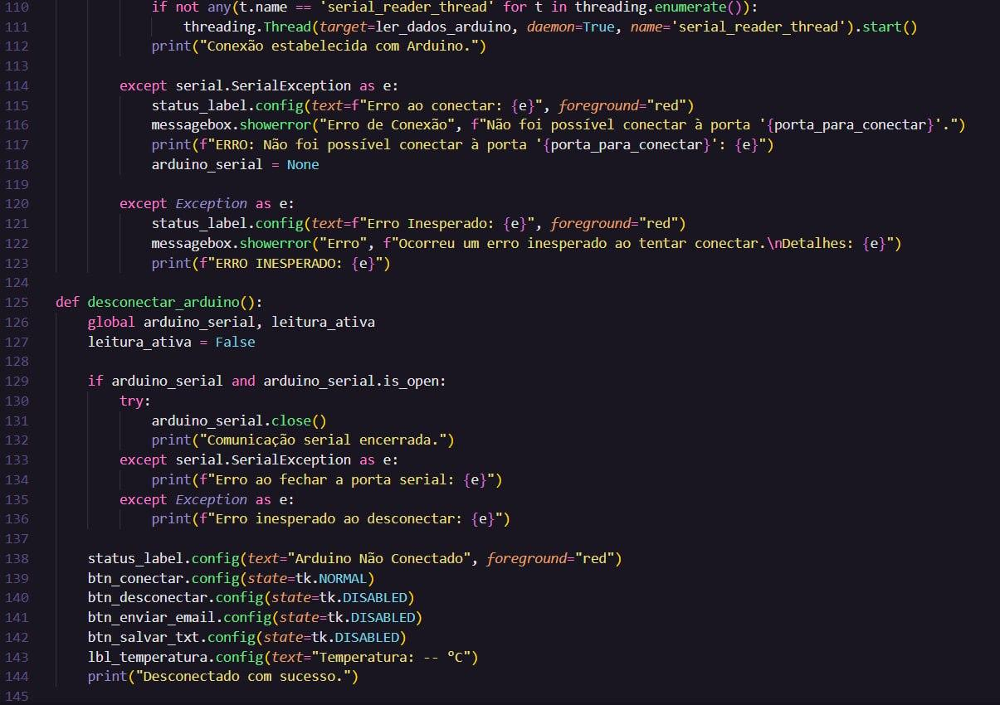 110 if not any(t.name == 'serial_reader_thread' for t in threading.enumerate()):
111 threading.Thread(target=ler_dados_arduino, daemon=True, name='serial_reader_thread').start()
112 print("Conexão estabelecida com Arduino.")
113
114 except serial.SerialException as e:
115 status_label.config(text=f"Erro ao conectar: {e}", foreground="red")
116 messagebox.showerror("Erro de Conexão", f"Não foi possível conectar à porta '{porta_para_conectar}'.")
117 print(f"ERRO: Não foi possível conectar à porta '{porta_para_conectar}': {e}")
118 arduino_serial = None
119
120 except Exception as e:
121 status_label.config(text=f"Erro Inesperado: {e}", foreground="red")
122 messagebox.showerror("Erro", f"Ocorreu um erro inesperado ao tentar conectar.\nDetalhes: {e}")
123 print(f"ERRO INESPERADO: {e}")
124
125 def desconectar_arduino():
126 global arduino_serial, leitura_ativa
127 leitura_ativa = False
128
129 if arduino_serial and arduino_serial.is_open:
130 try:
131 arduino_serial.close()
132 print("Comunicação serial encerrada.")
133 except serial.SerialException as e:
134 print(f"Erro ao fechar a porta serial: {e}")
135 except Exception as e:
136 print(f"Erro inesperado ao desconectar: {e}")
137
138 status_label.config(text="Arduino Não Conectado", foreground="red")
139 btn_conectar.config(state=tk.NORMAL)
140 btn_desconectar.config(state=tk.DISABLED)
141 btn_enviar_email.config(state=tk.DISABLED)
142 btn_salvar_txt.config(state=tk.DISABLED)
143 lbl_temperatura.config(text="Temperatura: -- °C")
144 print("Desconectado com sucesso.")
145